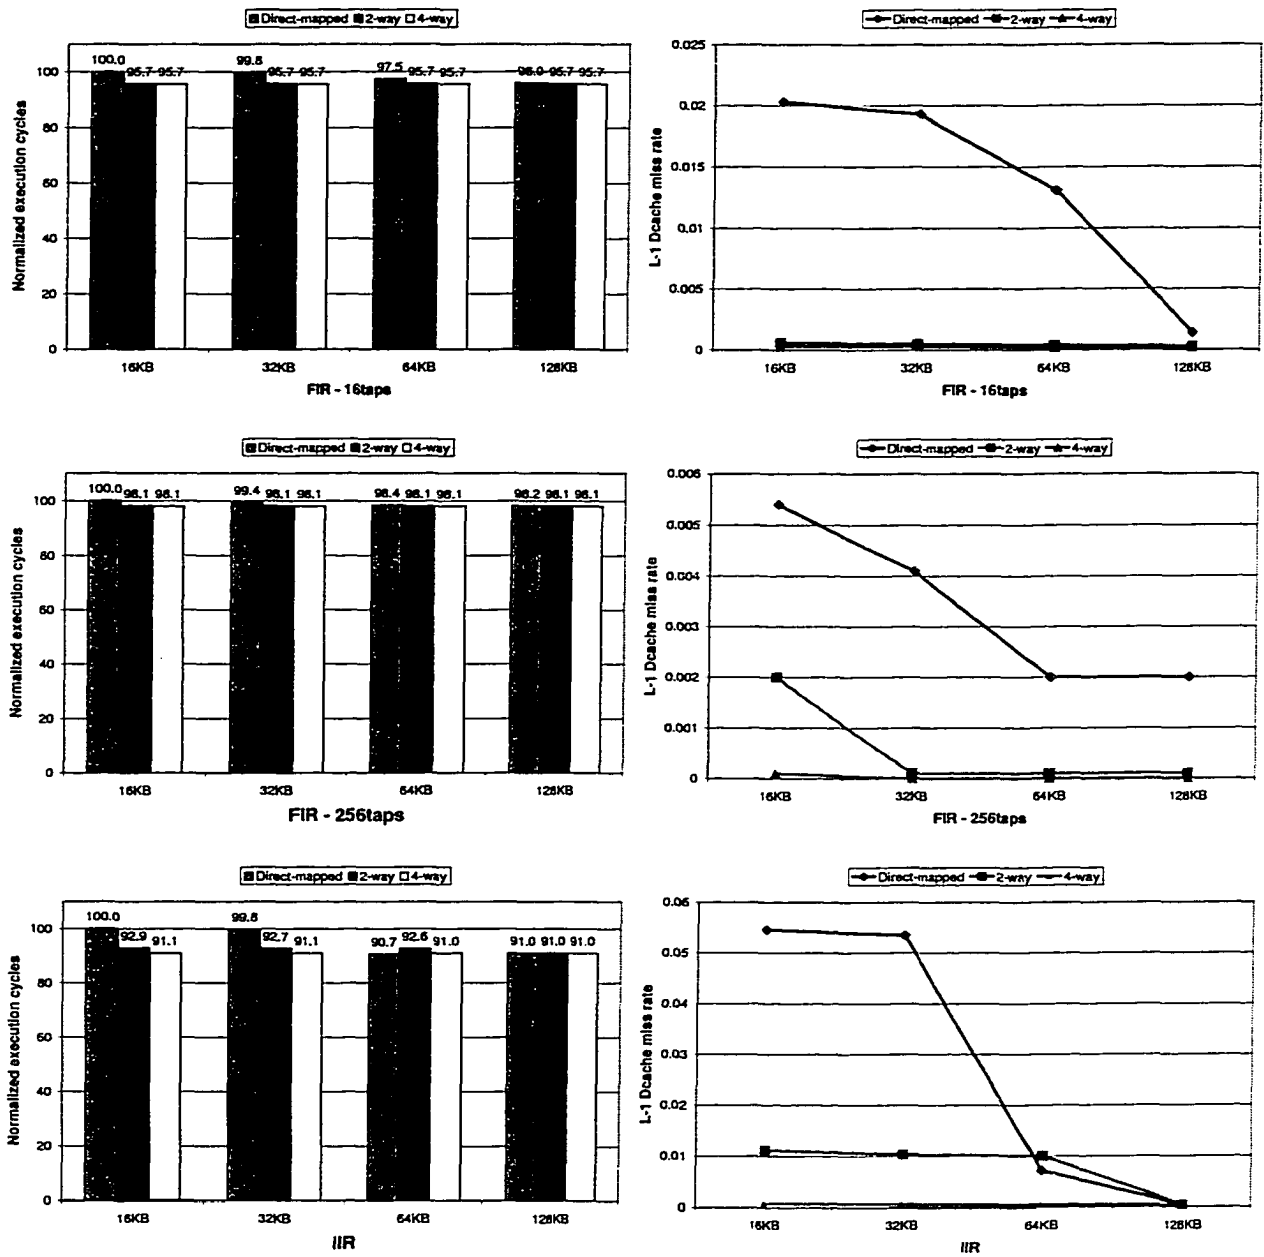 Direct-mapped 2-way 4-way
Normalized execution cycles
100
80
60
40
20
0
100.0 95.7 95.7 99.8 95.7 95.7 97.5 95.7 95.7 96.0 95.7 95.7
16KB 32KB 64KB 128KB
FIR - 16taps
Direct-mapped 2-way 4-way
L-1 Dcache miss rate
0.025
0.02
0.015
0.01
0.005
0
16KB 32KB 64KB 128KB
FIR - 16taps
Direct-mapped 2-way 4-way
Normalized execution cycles
100
80
60
40
20
0
100.0 98.1 98.1 99.4 98.1 98.1 98.4 98.1 98.1 98.2 98.1 98.1
16KB 32KB 64KB 128KB
FIR - 256taps
Direct-mapped 2-way 4-way
L-1 Dcache miss rate
0.006
0.005
0.004
0.003
0.002
0.001
0
16KB 32KB 64KB 128KB
FIR - 256taps
Direct-mapped 2-way 4-way
Normalized execution cycles
100
80
60
40
20
0
100.0 92.9 91.1 99.8 92.7 91.1 90.7 92.6 91.0 91.0 91.0 91.0
16KB 32KB 64KB 128KB
IIR
Direct-mapped 2-way 4-way
L-1 Dcache miss rate
0.06
0.05
0.04
0.03
0.02
0.01
0
16KB 32KB 64KB 128KB
IIR